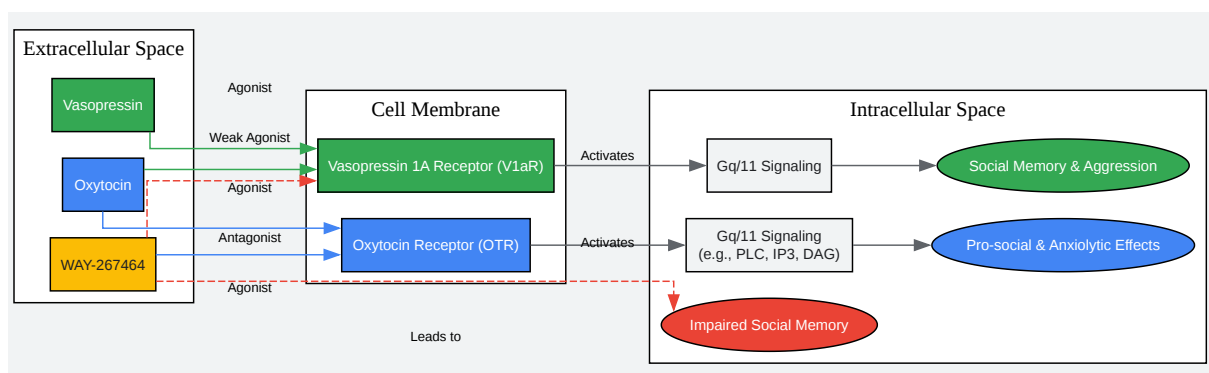 Extracellular Space
Vasopressin
Oxytocin
WAY-267464
Agonist
Weak Agonist
Agonist
Antagonist
Agonist
Leads to
Cell Membrane
Vasopressin 1A Receptor (V1aR)
Oxytocin Receptor (OTR)
Activates
Activates
Intracellular Space
Gq/11 Signaling
Social Memory & Aggression
Gq/11 Signaling
(e.g., PLC, IP3, DAG)
Pro-social & Anxiolytic Effects
Impaired Social Memory